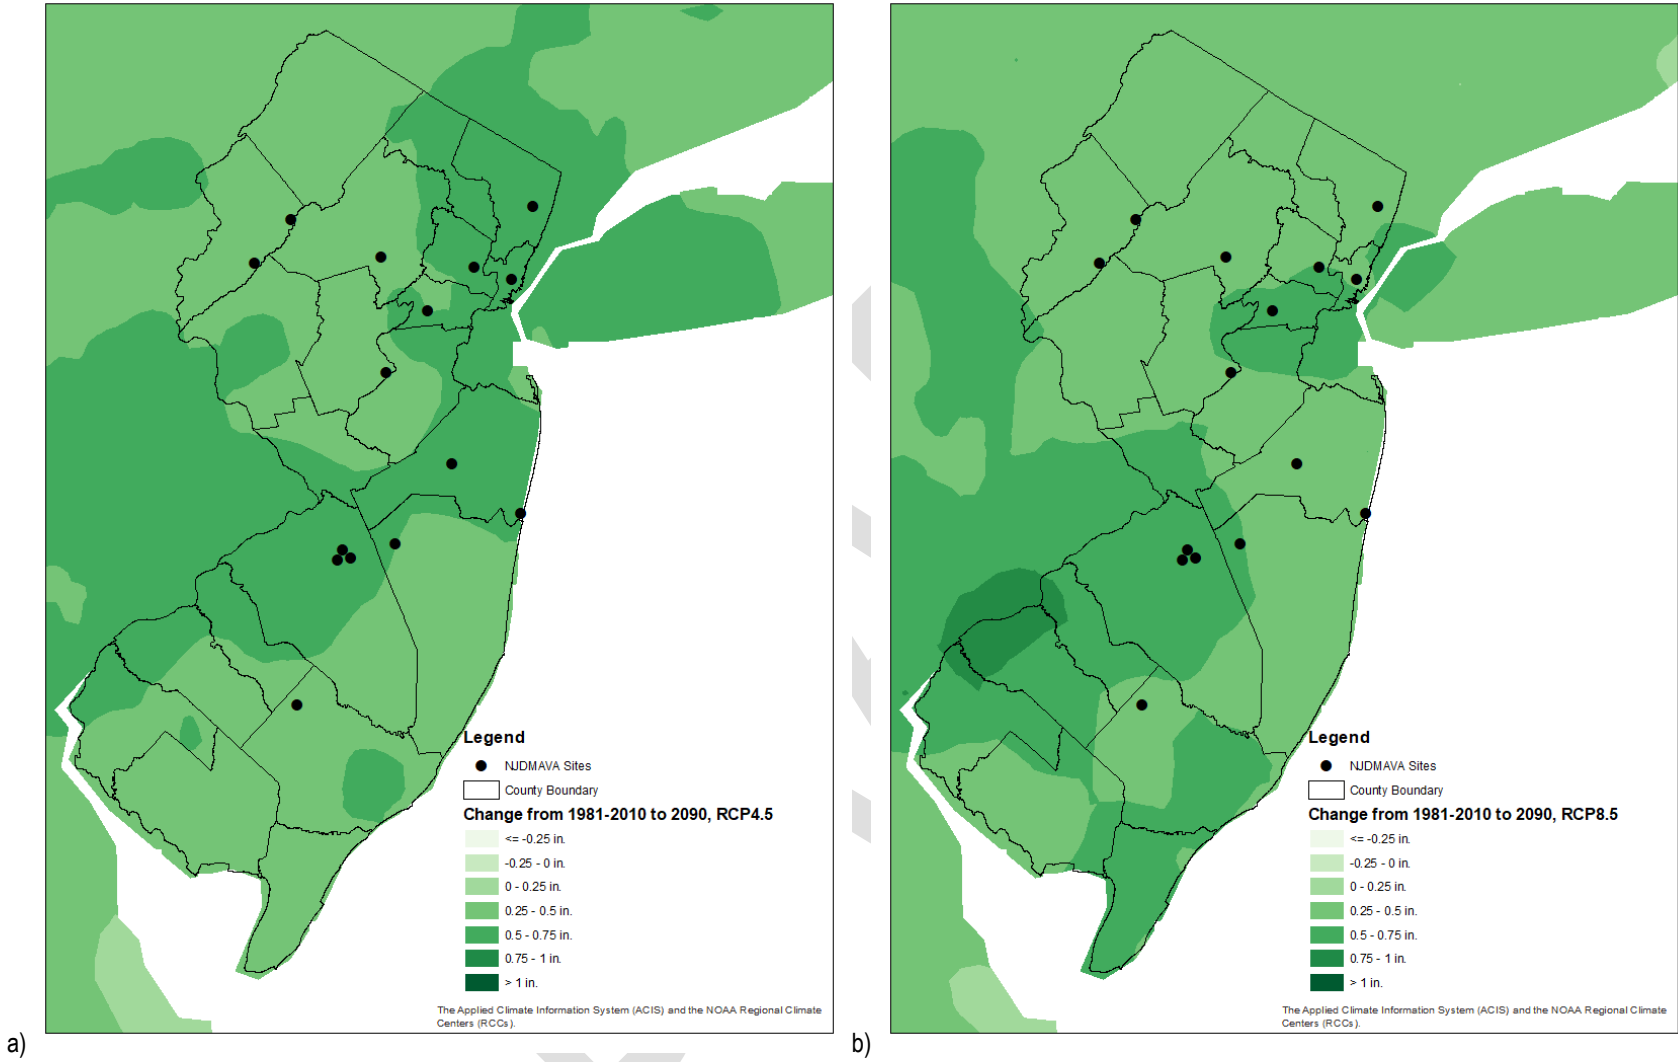 Legend
NJDMAVA Sites
County Boundary
Change from 1981-2010 to 2090, RCP4.5
<= -0.25 in.
-0.25 - 0 in.
0 - 0.25 in.
0.25 - 0.5 in.
0.5 - 0.75 in.
0.75 - 1 in.
> 1 in.
The Applied Climate Information System (ACIS) and the NOAA Regional Climate
Centers (RCCs).
a)
Legend
NJDMAVA Sites
County Boundary
Change from 1981-2010 to 2090, RCP8.5
<= -0.25 in.
-0.25 - 0 in.
0 - 0.25 in.
0.25 - 0.5 in.
0.5 - 0.75 in.
0.75 - 1 in.
> 1 in.
The Applied Climate Information System (ACIS) and the NOAA Regional Climate
Centers (RCCs).
b)